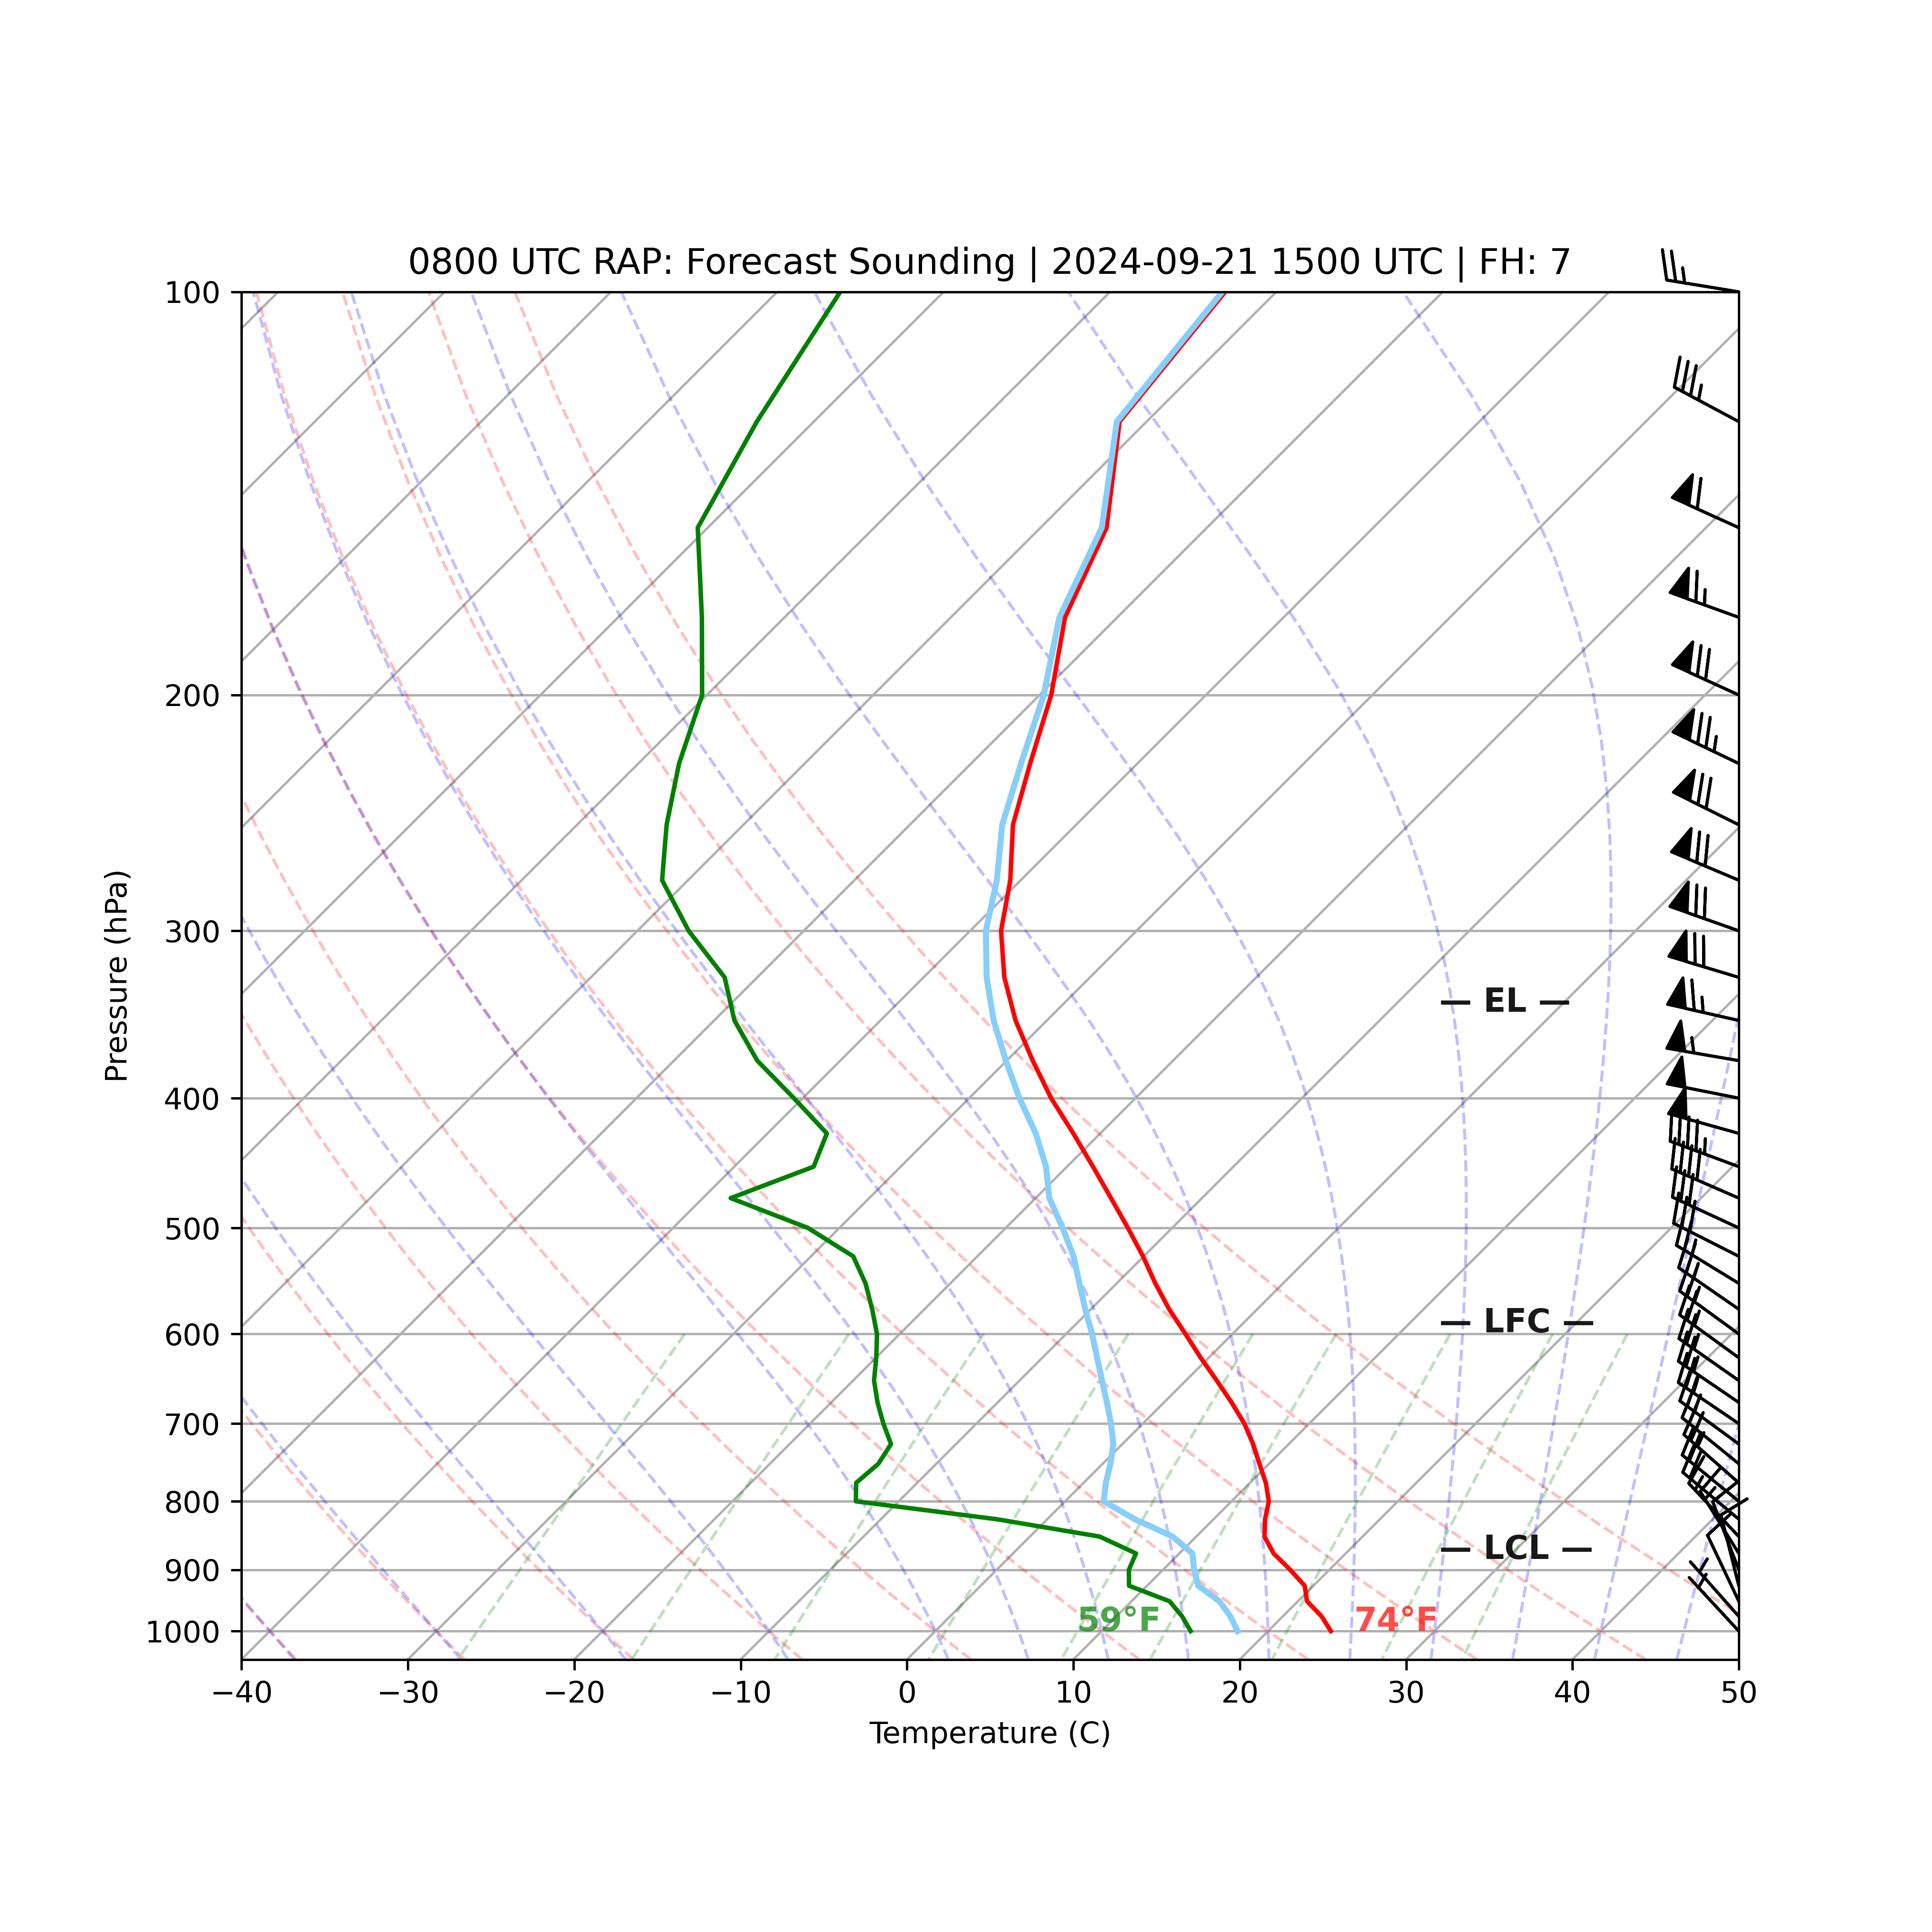 0800 UTC RAP: Forecast Sounding | 2024-09-21 1500 UTC | FH: 7
100
200
300
— EL —
Pressure (hPa)
400
500
600
— LFC —
700
800
— LCL —
900
59°F
74°F
1000
−40 −30 −20 −10 0 10 20 30 40 50
Temperature (C)